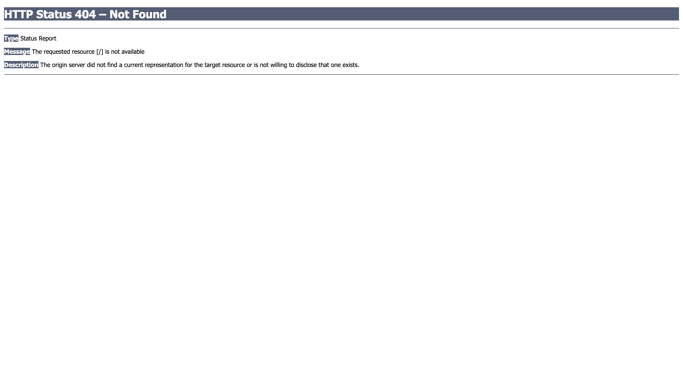 HTTP Status 404 – Not Found
Type Status Report
Message The requested resource [/] is not available
Description The origin server did not find a current representation for the target resource or is not willing to disclose that one exists.